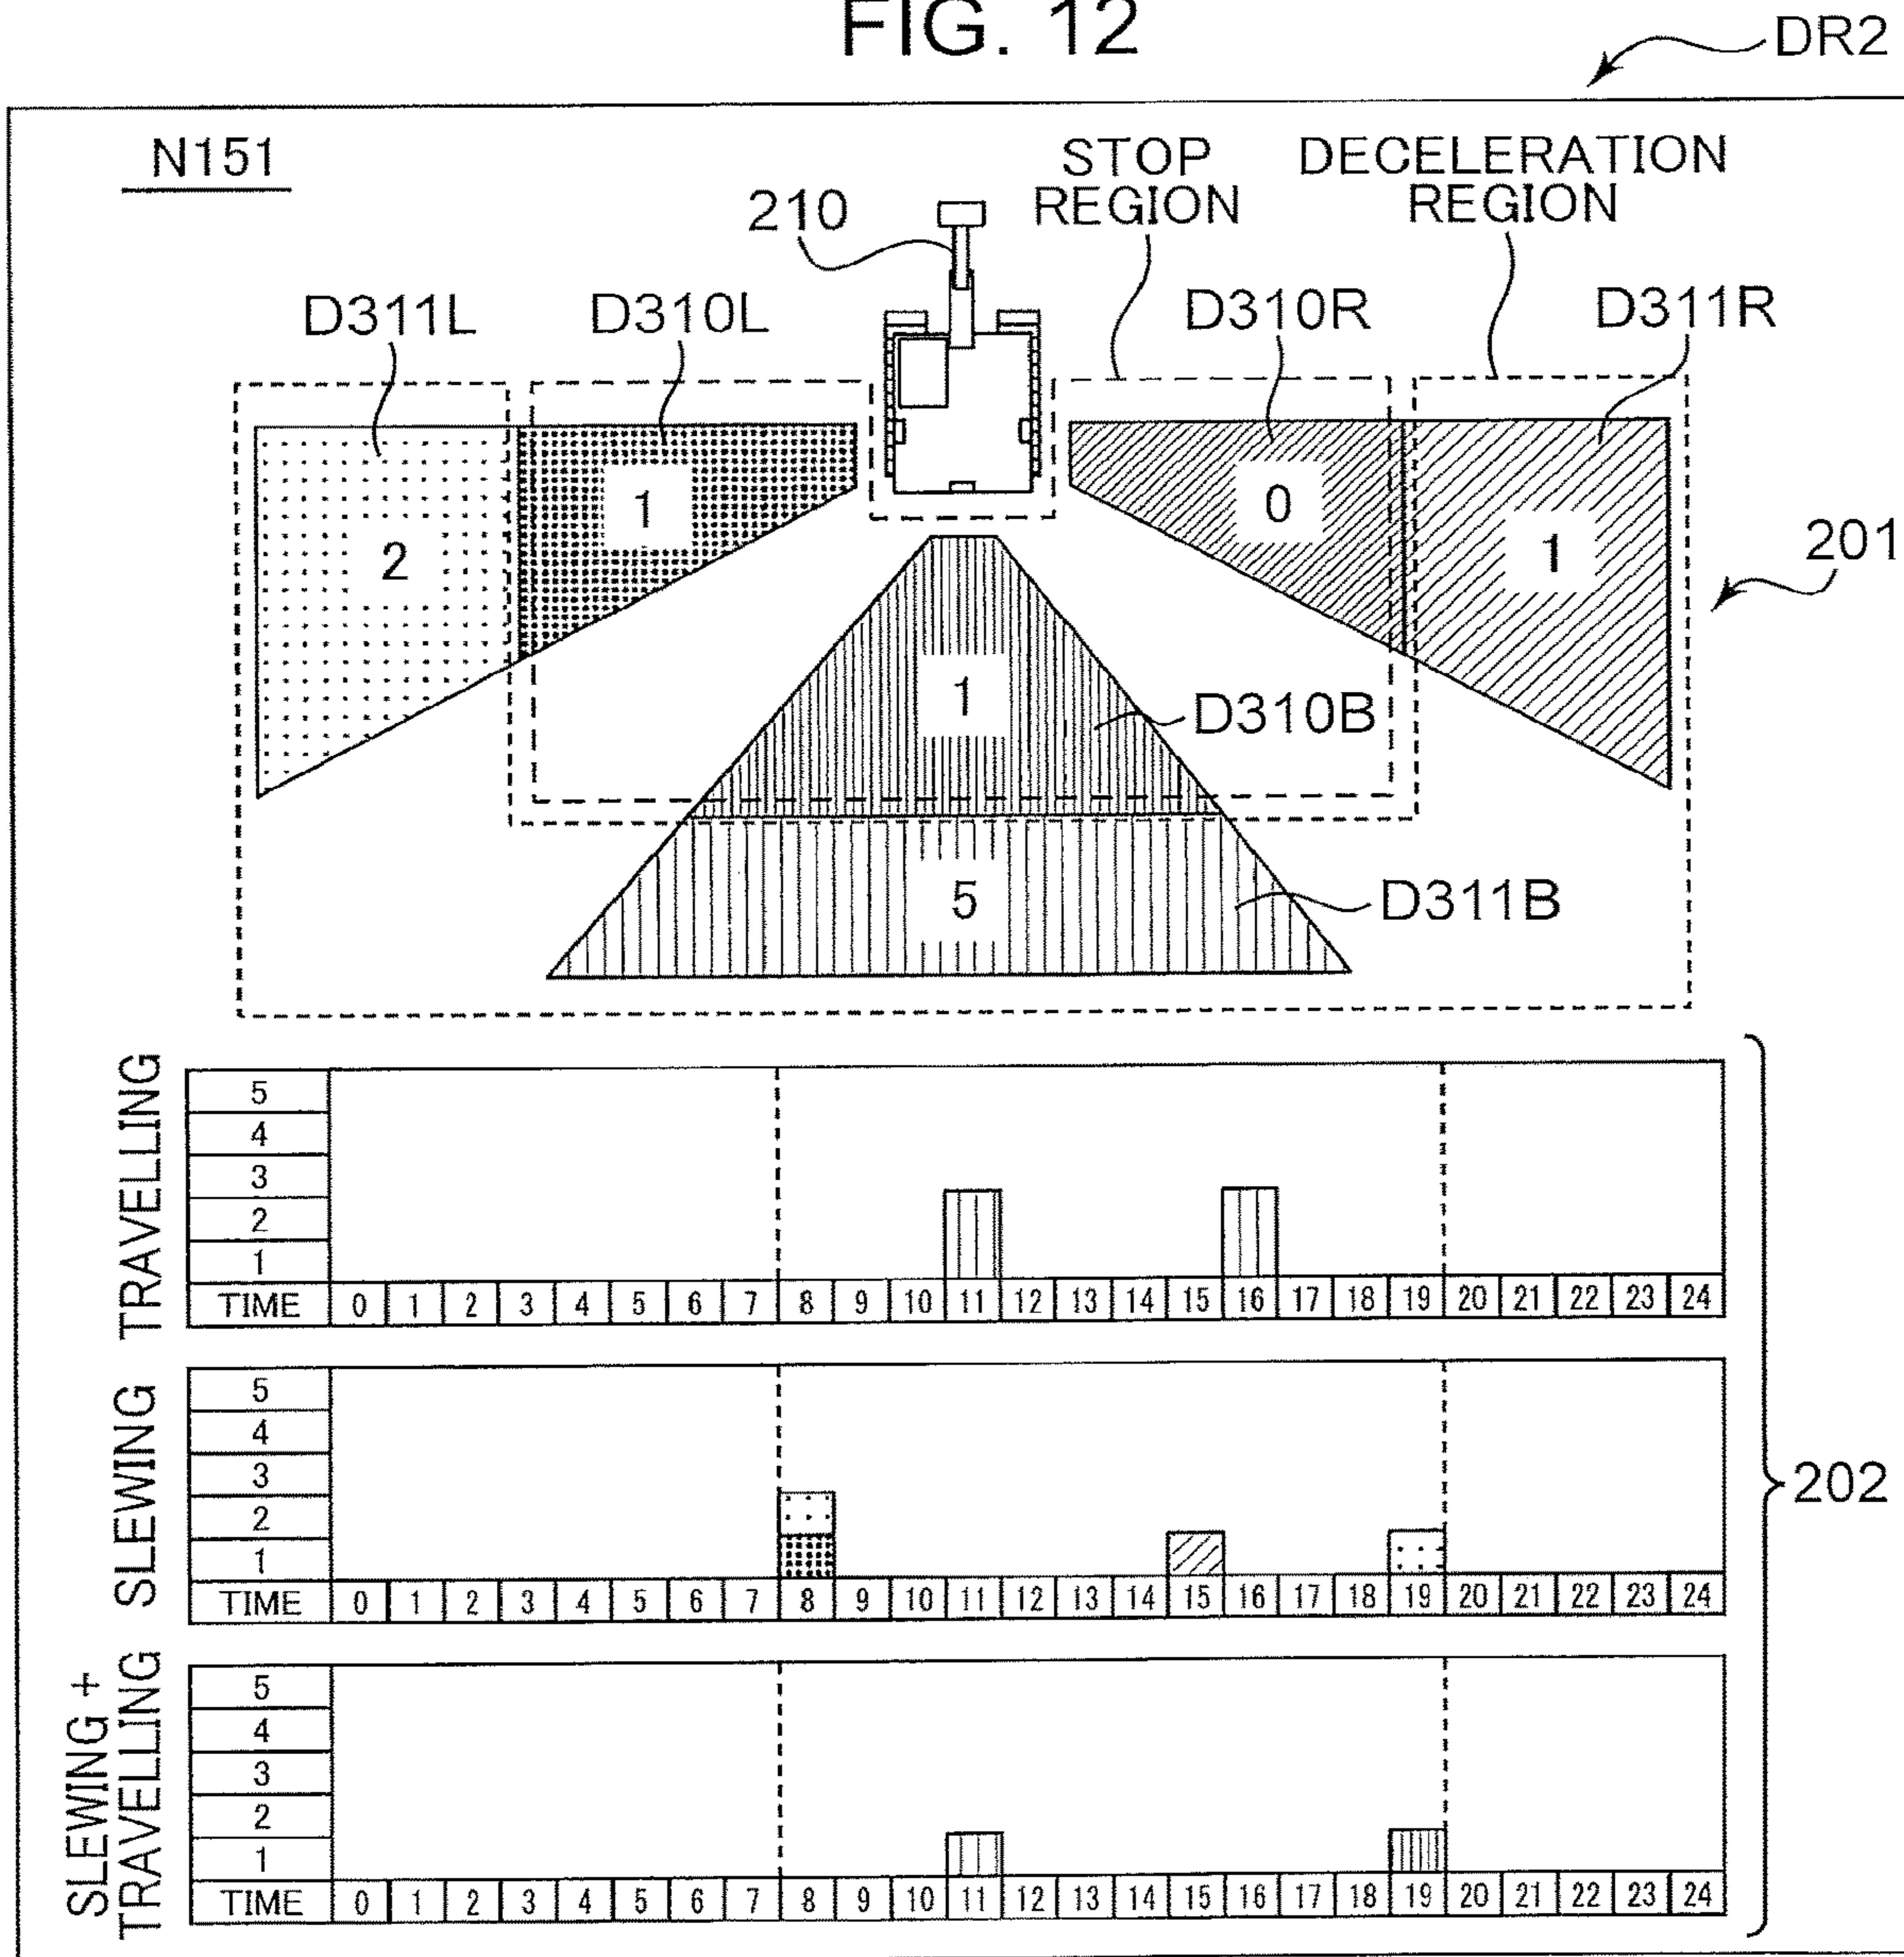 FIG. 12
DR2
N151
STOP REGION
DECELERATION REGION
210
D311L
D310L
D310R
D311R
2
1
0
1
201
1
D310B
5
D311B
TRAVELLING
5
4
3
2
1
TIME 0 1 2 3 4 5 6 7 8 9 10 11 12 13 14 15 16 17 18 19 20 21 22 23 24
SLEWING
5
4
3
2
1
TIME 0 1 2 3 4 5 6 7 8 9 10 11 12 13 14 15 16 17 18 19 20 21 22 23 24
202
SLEWING +
TRAVELLING
5
4
3
2
1
TIME 0 1 2 3 4 5 6 7 8 9 10 11 12 13 14 15 16 17 18 19 20 21 22 23 24